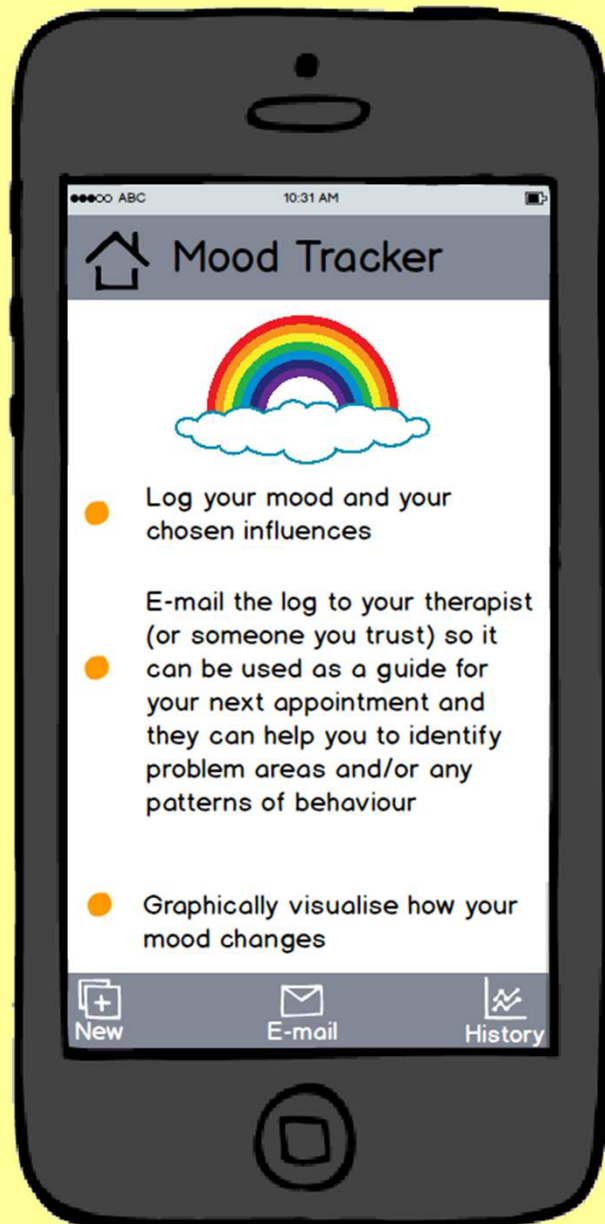 ABC 10:31 AM
Mood Tracker
Log your mood and your
chosen influences
E-mail the log to your therapist
(or someone you trust) so it
can be used as a guide for
your next appointment and
they can help you to identify
problem areas and/or any
patterns of behaviour
Graphically visualise how your
mood changes
New E-mail History